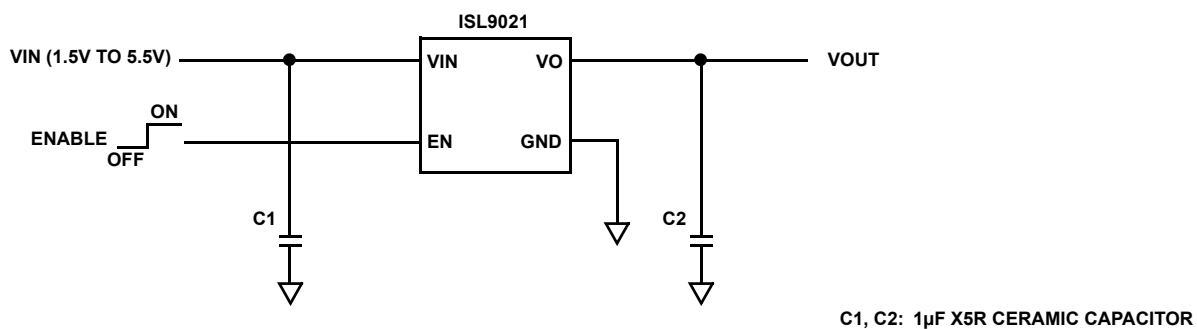 ISL9021
VIN (1.5V TO 5.5V)
VIN
VO
VOUT
ON
ENABLE
OFF
EN
GND
C1
C2
C1, C2: 1µF X5R CERAMIC CAPACITOR